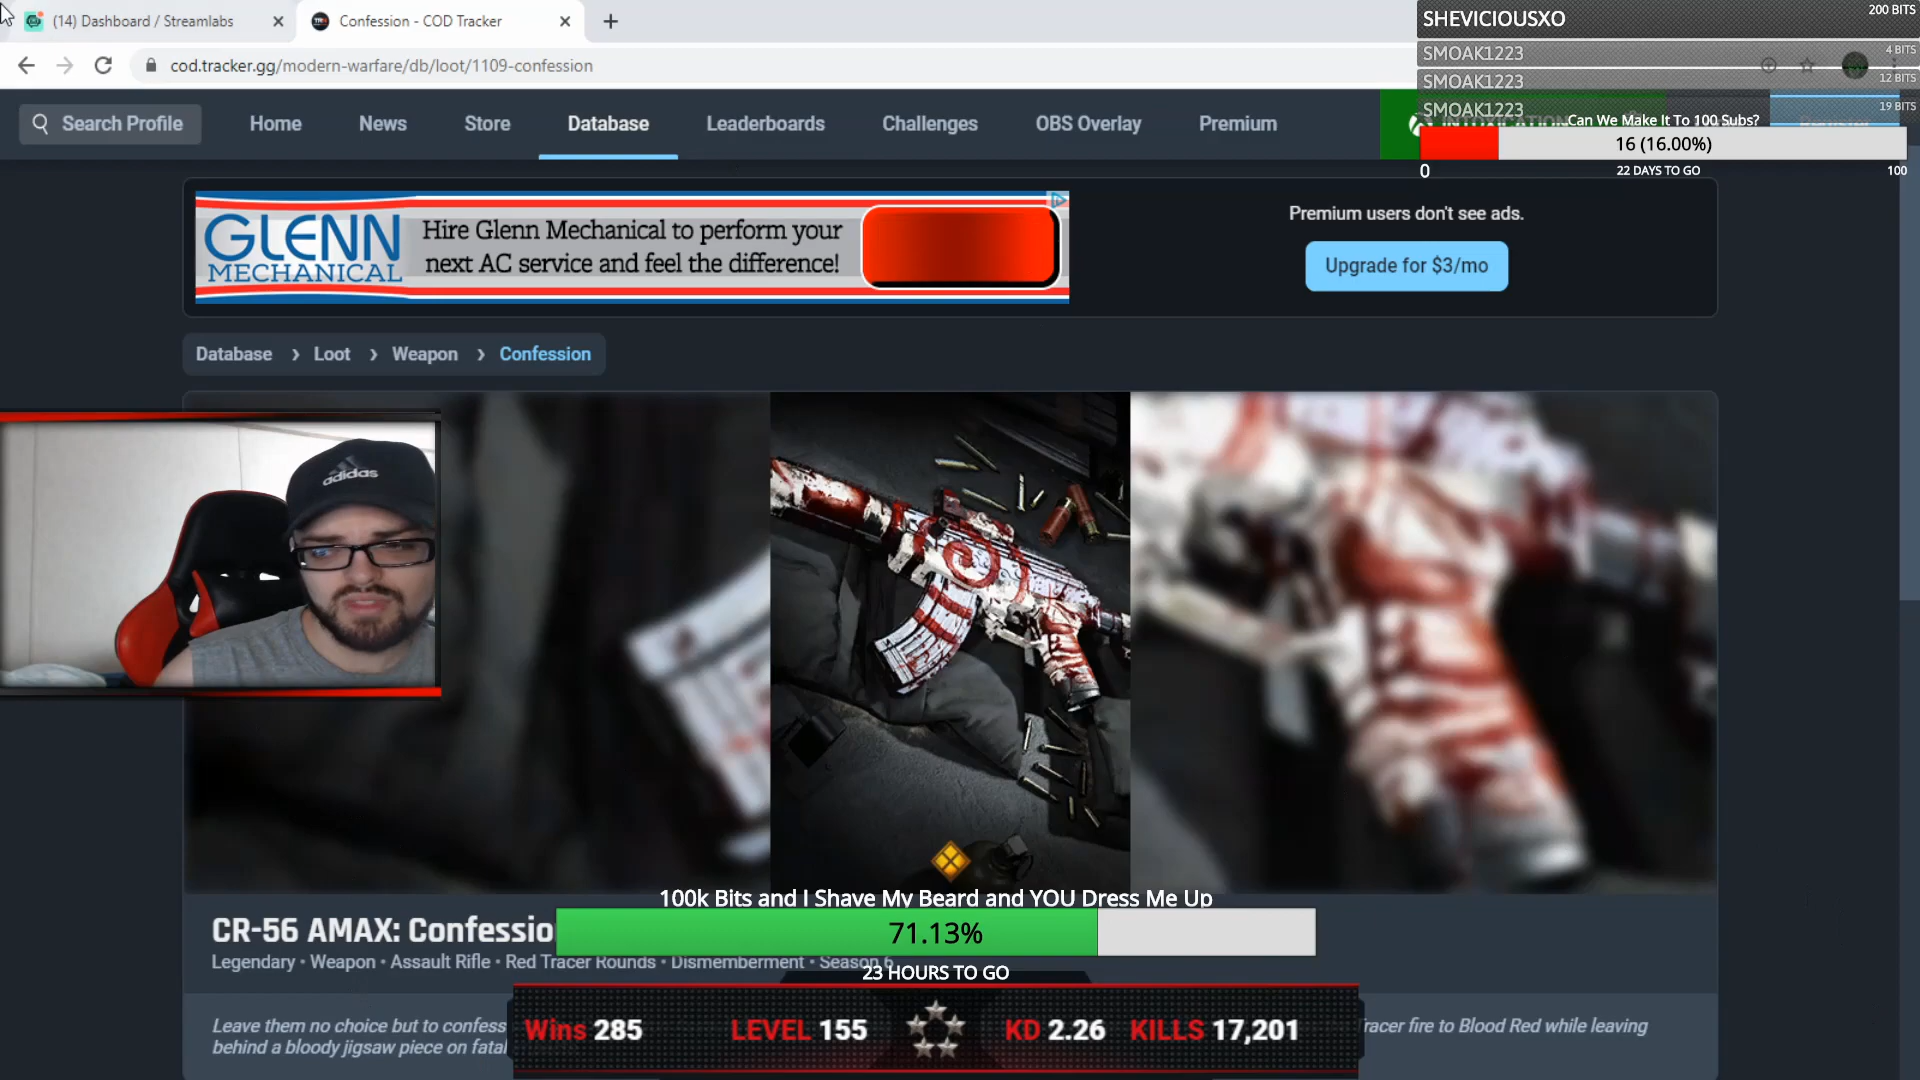 (14) Dashboard / Streamlabs
Confession - COD Tracker
cod.tracker.gg/modern-warfare/db/loot/1109-confession
SHEVICIOUSXO
200 BITS
SMOAK1223
4 BITS
SMOAK1223
12 BITS
SMOAK1223
19 BITS
Search Profile
Home
News
Store
Database
Leaderboards
Challenges
OBS Overlay
Premium
Can We Make It To 100 Subs?
16 (16.00%)
0
22 DAYS TO GO
100
GLENN
MECHANICAL
Hire Glenn Mechanical to perform your
next AC service and feel the difference!
Premium users don't see ads.
Upgrade for $3/mo
Database › Loot › Weapon › Confession
adidas
100k Bits and I Shave My Beard and YOU Dress Me Up
CR-56 AMAX: Confessio
71.13%
Legendary • Weapon • Assault Rifle • Red Tracer Rounds • Dismemberment • Season 6
23 HOURS TO GO
Leave them no choice but to confess
racer fire to Blood Red while leaving
behind a bloody jigsaw piece on fatal
Wins 285
LEVEL 155
KD 2.26
KILLS 17,201